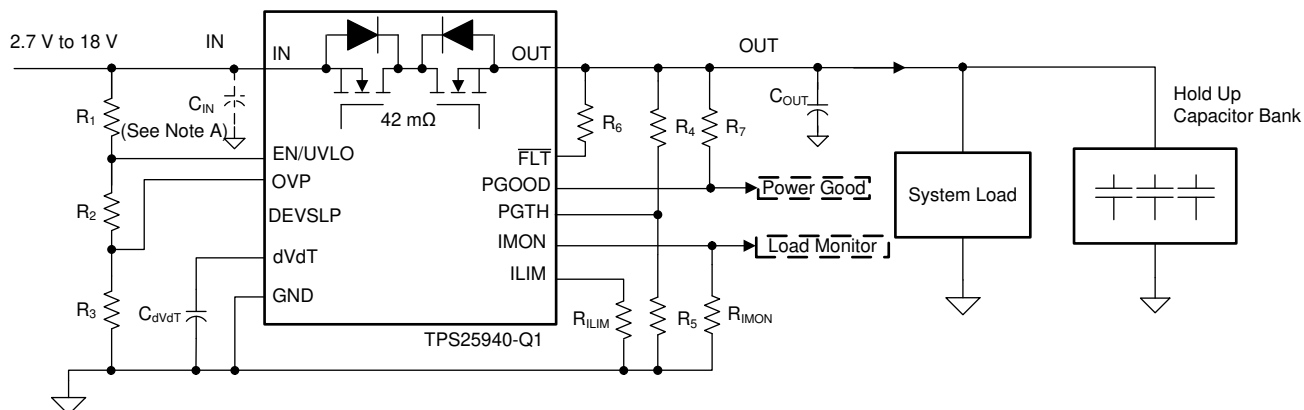 2.7 V to 18 V
IN
IN
OUT
OUT
R1
CIN
(See Note A)
42 mΩ
COUT
Hold Up
Capacitor Bank
R6
R4
R7
EN/UVLO
FLT
OVP
PGOOD
Power Good
R2
DEVSLP
PGTH
System Load
IMON
Load Monitor
dVdT
ILIM
GND
R3
CdVdT
RILIM
R5
RIMON
TPS25940-Q1